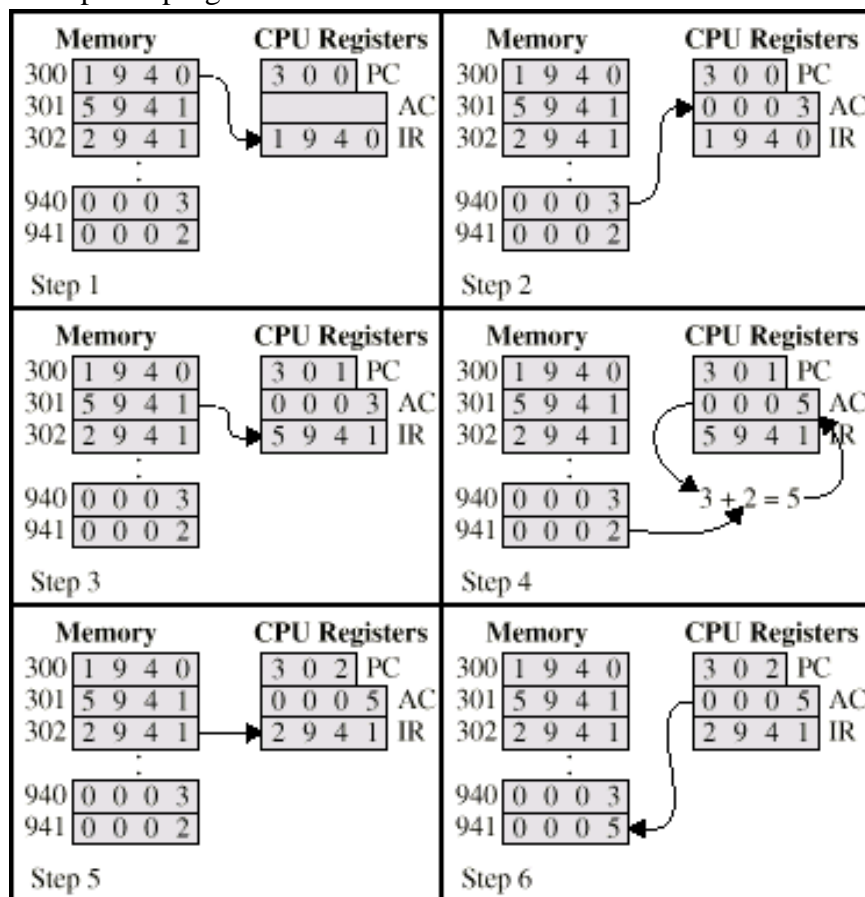 Memory CPU Registers
300 1 9 4 0 3 0 0 PC
301 5 9 4 1 AC
302 2 9 4 1 1 9 4 0 IR
940 0 0 0 3
941 0 0 0 2
Step 1
Memory CPU Registers
300 1 9 4 0 3 0 0 PC
301 5 9 4 1 0 0 0 3 AC
302 2 9 4 1 1 9 4 0 IR
940 0 0 0 3
941 0 0 0 2
Step 2
Memory CPU Registers
300 1 9 4 0 3 0 1 PC
301 5 9 4 1 0 0 0 3 AC
302 2 9 4 1 5 9 4 1 IR
940 0 0 0 3
941 0 0 0 2
Step 3
Memory CPU Registers
300 1 9 4 0 3 0 1 PC
301 5 9 4 1 0 0 0 5 AC
302 2 9 4 1 5 9 4 1 IR
940 0 0 0 3 3 + 2 = 5
941 0 0 0 2
Step 4
Memory CPU Registers
300 1 9 4 0 3 0 2 PC
301 5 9 4 1 0 0 0 5 AC
302 2 9 4 1 2 9 4 1 IR
940 0 0 0 3
941 0 0 0 2
Step 5
Memory CPU Registers
300 1 9 4 0 3 0 2 PC
301 5 9 4 1 0 0 0 5 AC
302 2 9 4 1 2 9 4 1 IR
940 0 0 0 3
941 0 0 0 5
Step 6